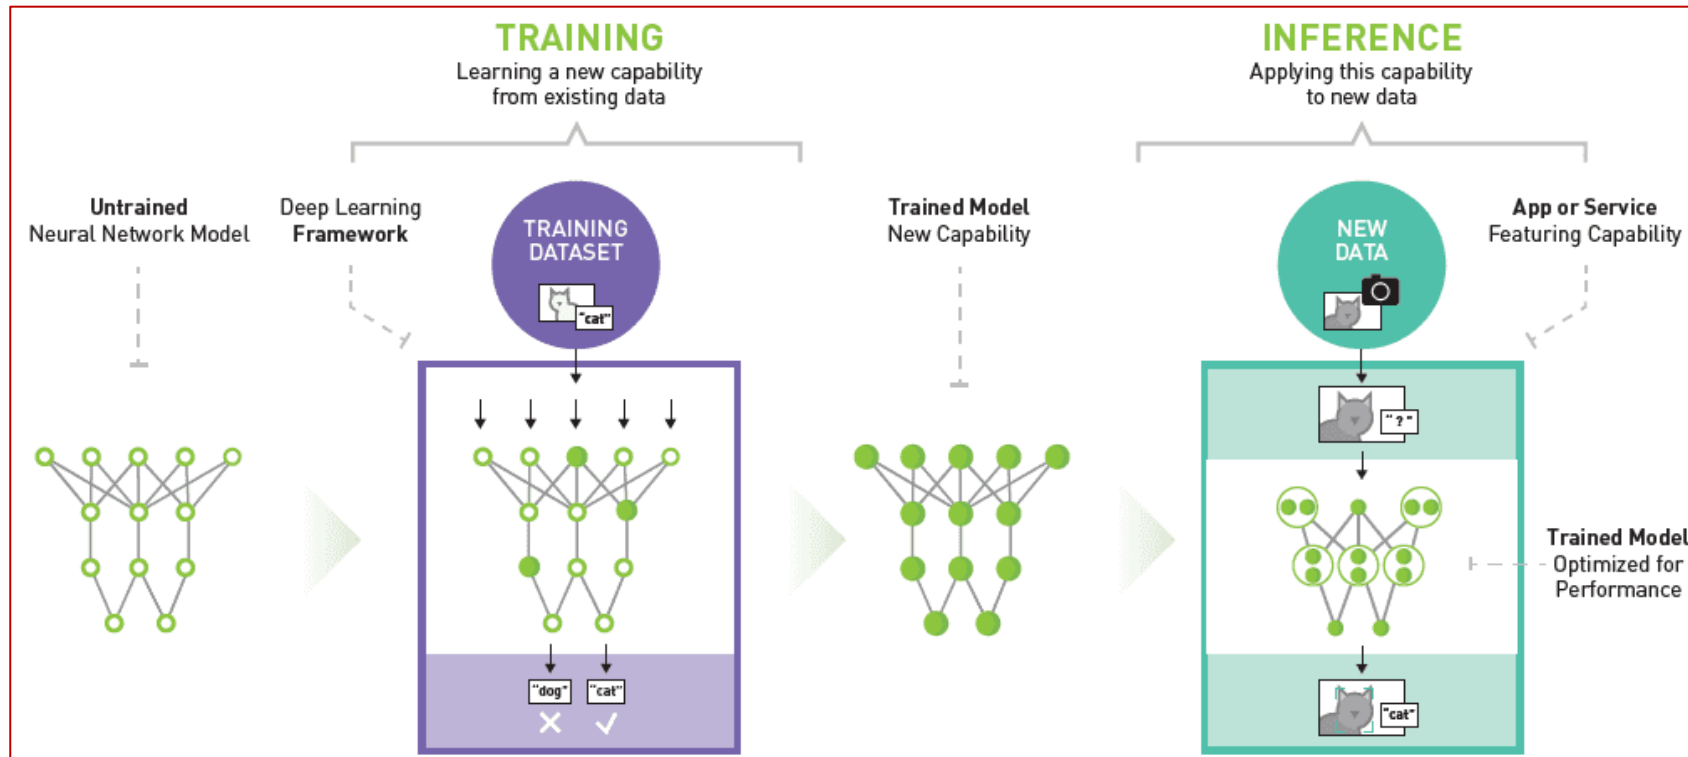 TRAINING
Learning a new capability
from existing data
INFERENCE
Applying this capability
to new data
Untrained
Neural Network Model
Deep Learning
Framework
TRAINING
DATASET
"cat"
Trained Model
New Capability
NEW
DATA
App or Service
Featuring Capability
"?"
Trained Model
Optimized for
Performance
"dog"
"cat"
"cat"